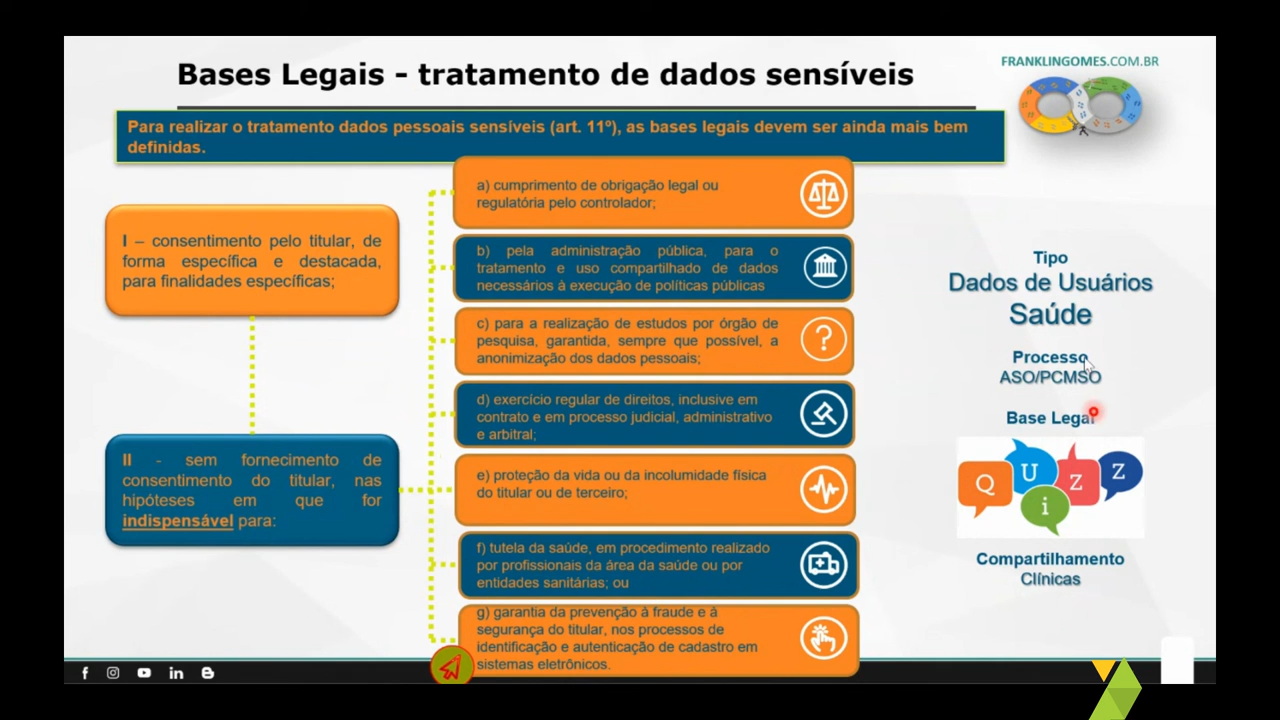 Bases Legais - tratamento de dados sensíveis
FRANKLINGOMES.COM.BR
Para realizar o tratamento dados pessoais sensíveis (art. 11º), as bases legais devem ser ainda mais bem
definidas.
I – consentimento pelo titular, de
forma específica e destacada,
para finalidades específicas;
II - sem fornecimento de
consentimento do titular, nas
hipóteses em que for
indispensável para:
a) cumprimento de obrigação legal ou
regulatória pelo controlador;
b) pela administração pública, para o
tratamento e uso compartilhado de dados
necessários à execução de políticas públicas
c) para a realização de estudos por órgão de
pesquisa, garantida, sempre que possível, a
anonimização dos dados pessoais;
d) exercício regular de direitos, inclusive em
contrato e em processo judicial, administrativo
e arbitral;
e) proteção da vida ou da incolumidade física
do titular ou de terceiro;
f) tutela da saúde, em procedimento realizado
por profissionais da área da saúde ou por
entidades sanitárias; ou
g) garantia da prevenção à fraude e à
segurança do titular, nos processos de
identificação e autenticação de cadastro em
sistemas eletrônicos.
Tipo
Dados de Usuários
Saúde
Processo
ASO/PCMSO
Base Legal
QUiZZ
Compartilhamento
Clínicas